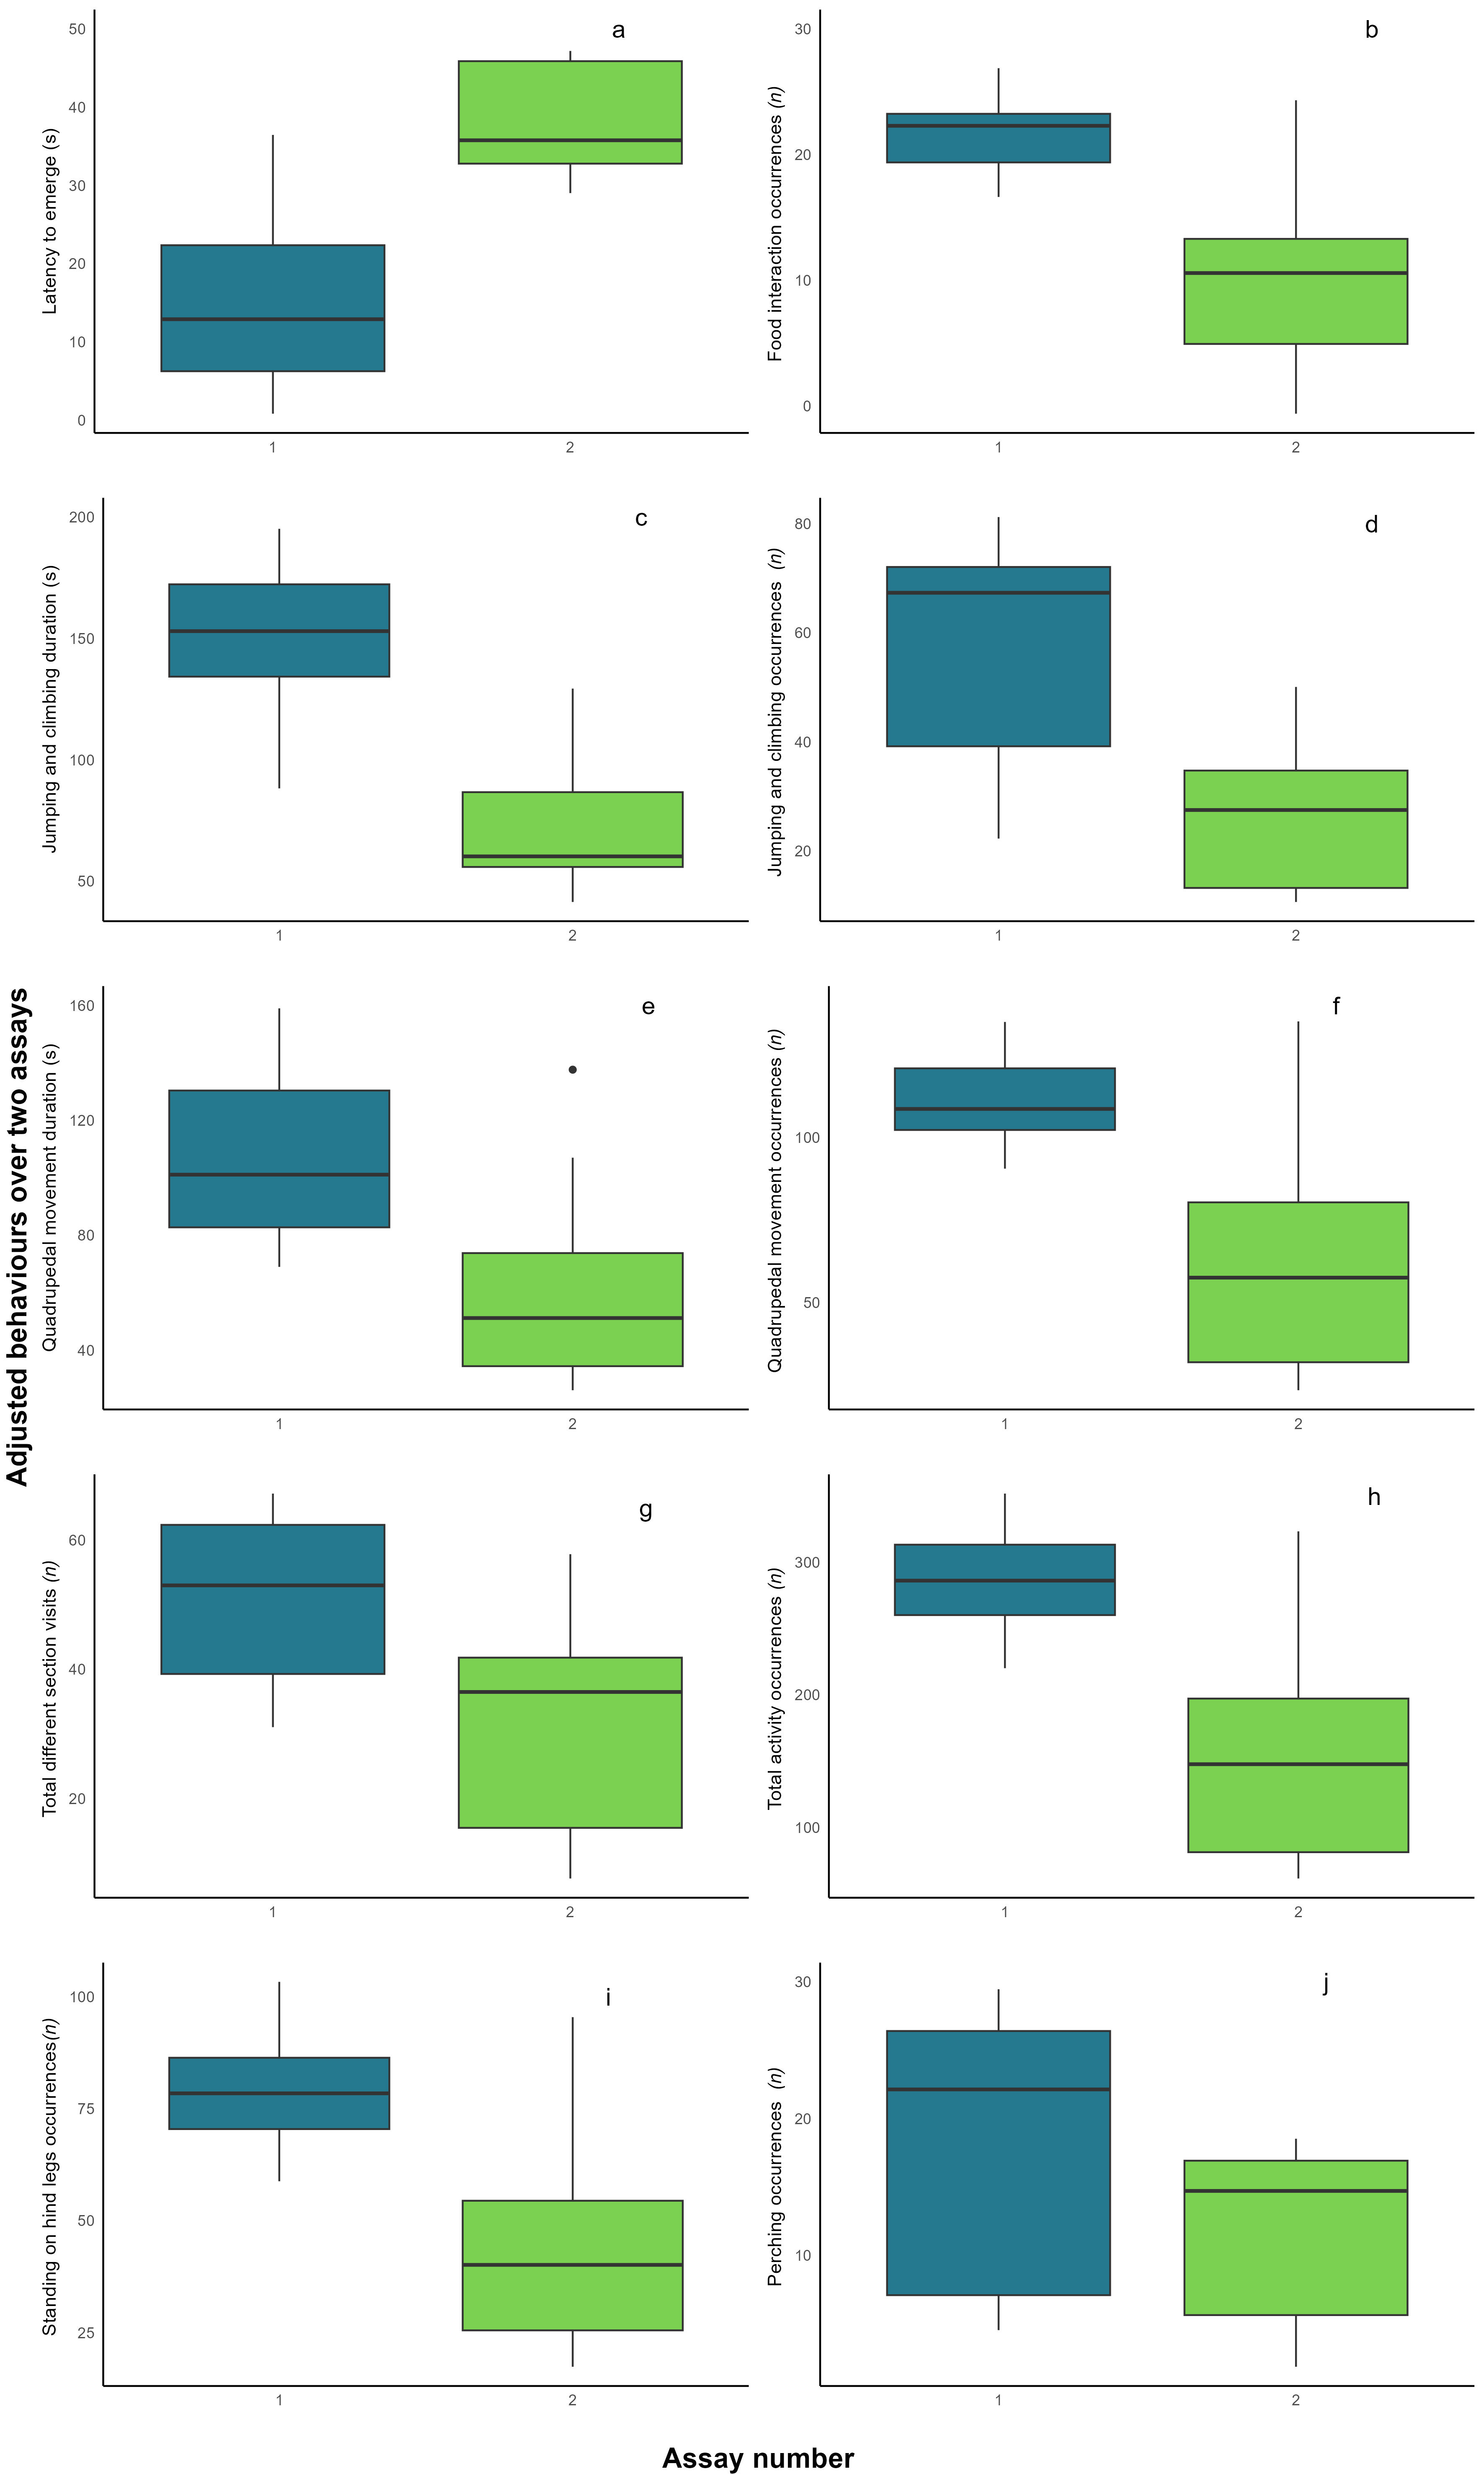 a
Latency to emerge (s)
50
40
30
20
10
0
1
2
b
Food interaction occurrences (n)
30
20
10
0
1
2
c
Jumping and climbing duration (s)
200
150
100
50
1
2
d
Jumping and climbing occurrences (n)
80
60
40
20
1
2
Adjusted behaviours over two assays
e
Quadrupedal movement duration (s)
160
120
80
40
1
2
f
Quadrupedal movement occurrences (n)
100
50
1
2
g
Total different section visits (n)
60
40
20
1
2
h
Total activity occurrences (n)
300
200
100
1
2
i
Standing on hind legs occurrences(n)
100
75
50
25
1
2
j
Perching occurrences (n)
30
20
10
1
2
Assay number